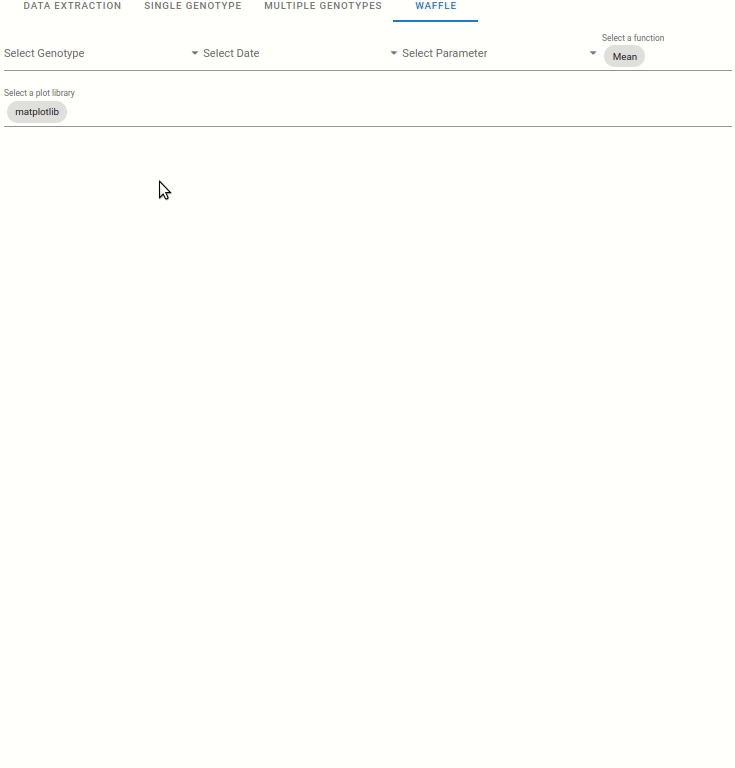 DATA EXTRACTION SINGLE GENOTYPE MULTIPLE GENOTYPES WAFFLE
Select a function
Select Genotype Select Date Select Parameter Mean
Select a plot library
matplotlib